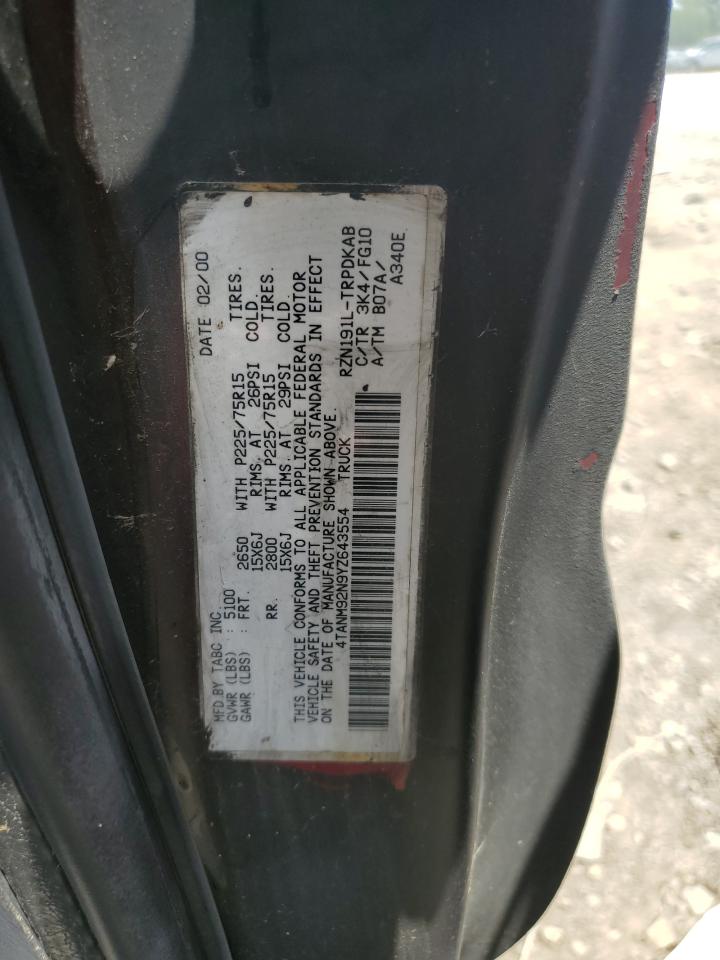 MFD.BY TABC INC. DATE 02/00
GVWR (LBS) : 5100
GAWR (LBS) : FRT. 2650 WITH P225/75R15 TIRES.
15X6J RIMS. AT 26PSI COLD.
RR. 2800 WITH P225/75R15 TIRES.
15X6J RIMS. AT 29PSI COLD.
THIS VEHICLE CONFORMS TO ALL APPLICABLE FEDERAL MOTOR
VEHICLE SAFETY AND THEFT PREVENTION STANDARDS IN EFFECT
ON THE DATE OF MANUFACTURE SHOWN ABOVE.
4TANM92N9YZ643554 TRUCK
RZN191L-TRPDKAB
C/TR 3K4/FG10
A/TM B07A/
A340E